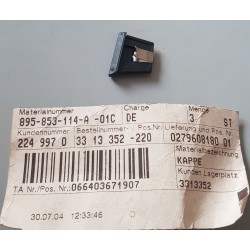 Materialnummer Charge Menge
895-853-114-A -01C DE 3 ST
Kundennummer Bestellnummer -Pos.Nr. Lieferung und Pos.Nr
224 997 0 33 13 352 -220 0279608180 01
Materialbezeichnung
KAPPE
Kunden Lagerplatz
3313352
TA Nr./Pos.Nr. 066403671907
30.07.04 12:33:46